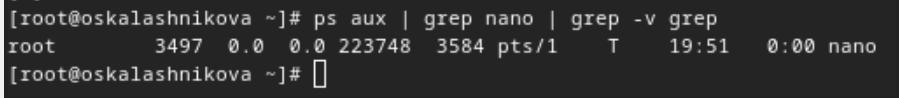 [root@oskalashnikova ~]# ps aux | grep nano | grep -v grep
root        3497  0.0  0.0 223748  3584 pts/1    T    19:51   0:00 nano
[root@oskalashnikova ~]#